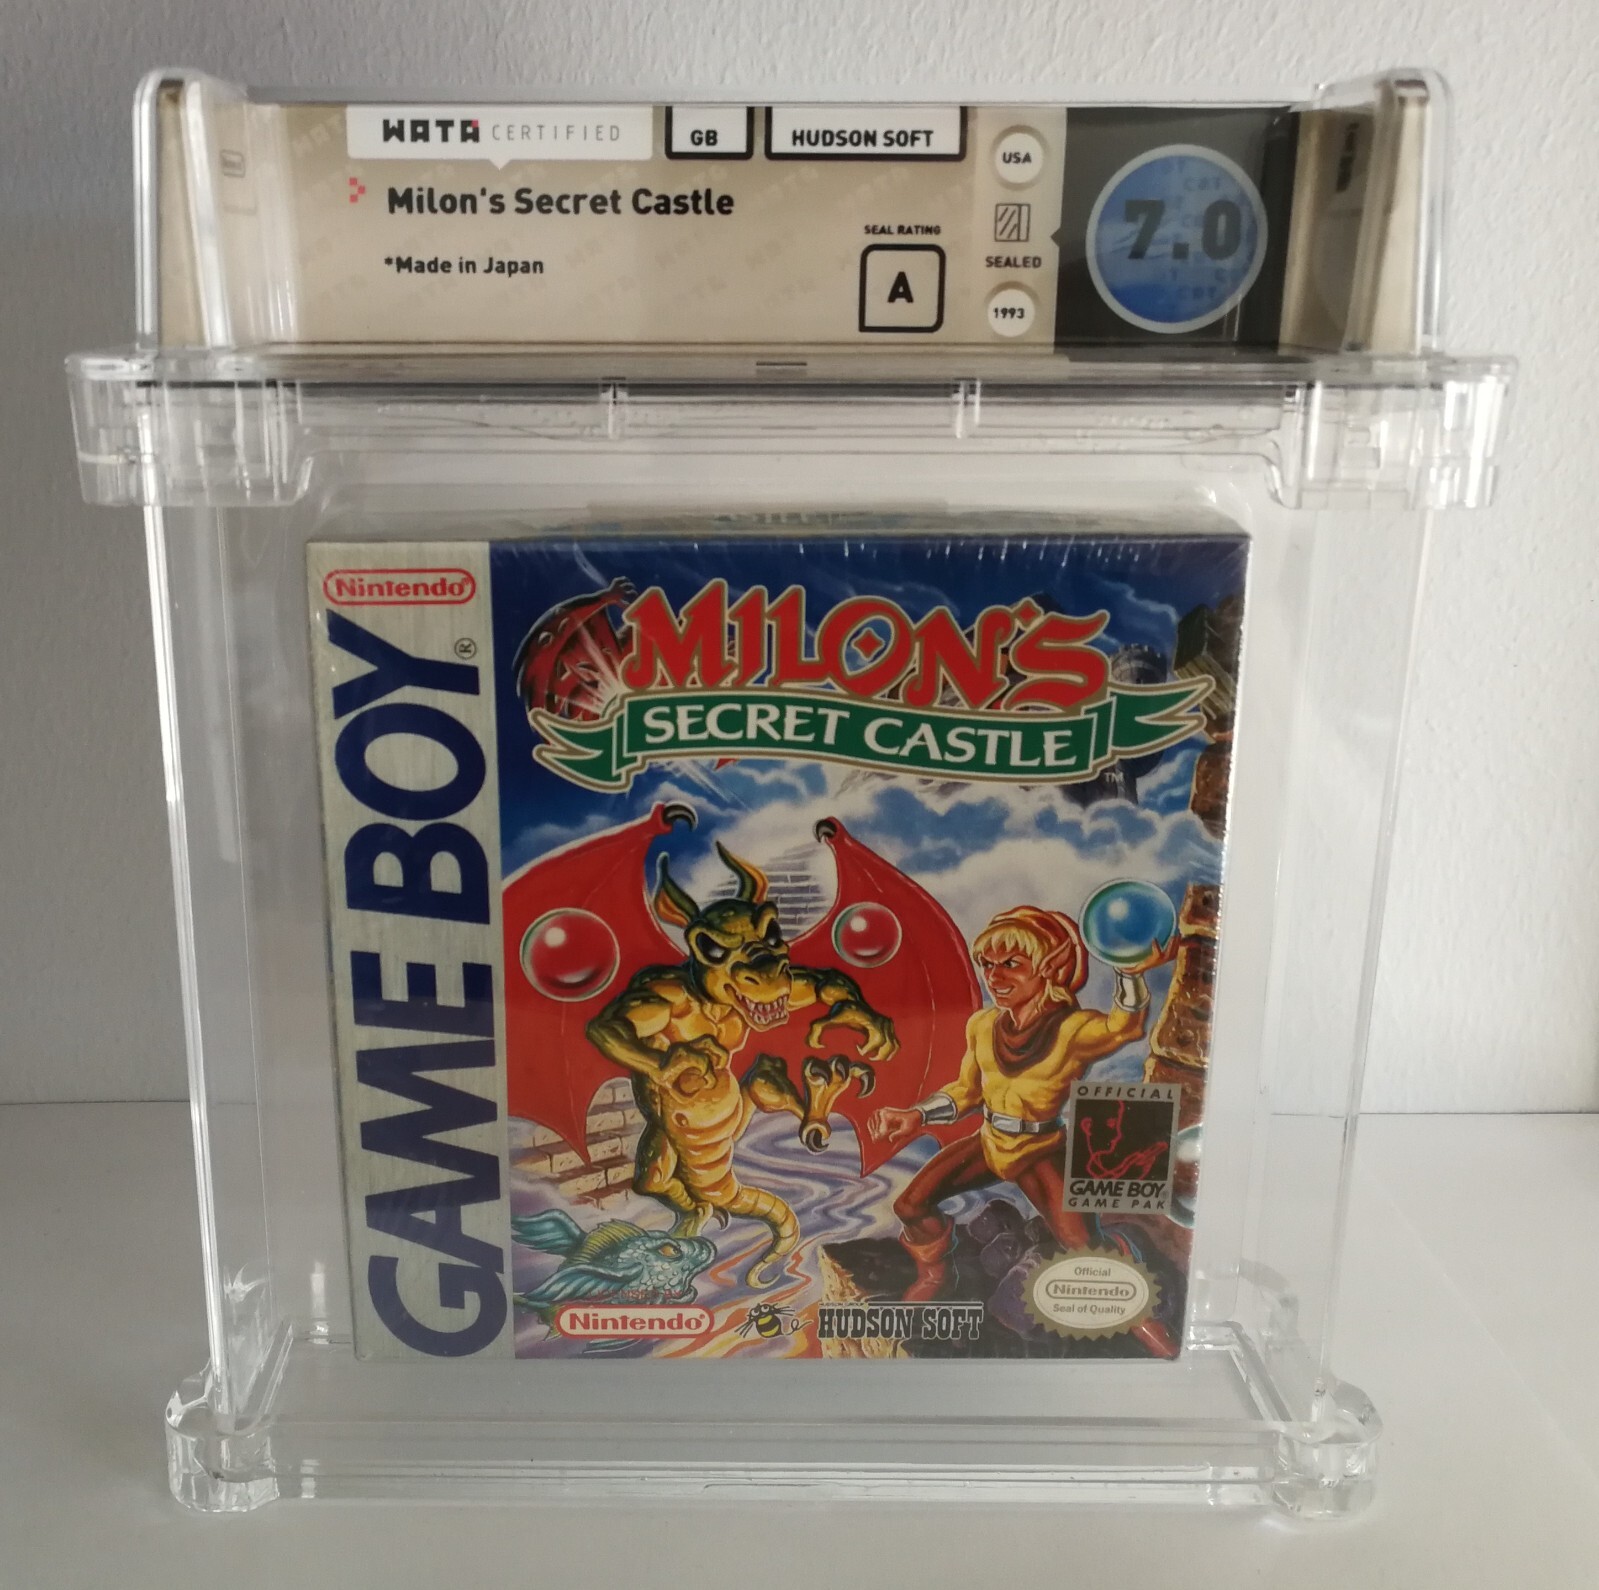 WATA CERTIFIED
GB
HUDSON SOFT
USA
Milon's Secret Castle
*Made in Japan
SEAL RATING
A
SEALED
1993
7.0
Nintendo®
GAME BOY®
MILON'S
SECRET CASTLE
TM
OFFICIAL
GAME BOY®
GAME PAK
Official
Nintendo
Seal of Quality
LICENSED BY
Nintendo®
HUDSON SOFT